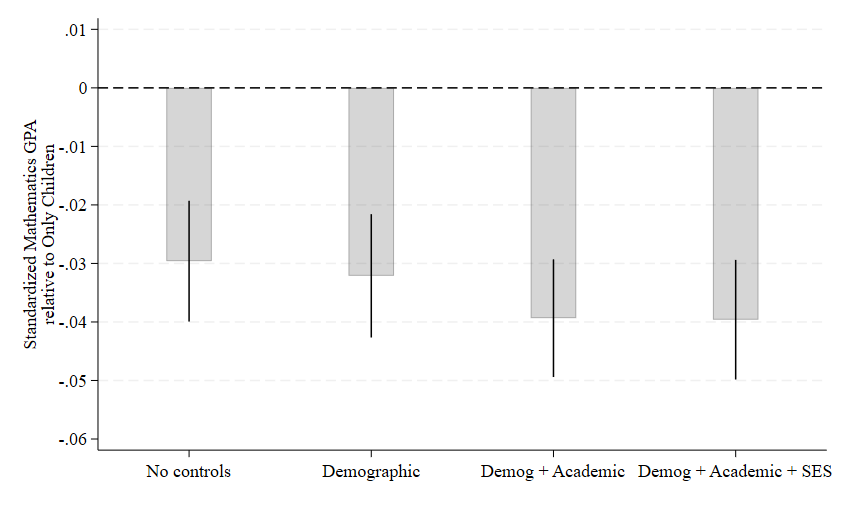 Standardized Mathematics GPA
relative to Only Children
.01
0
-.01
-.02
-.03
-.04
-.05
-.06
No controls
Demographic
Demog + Academic
Demog + Academic + SES